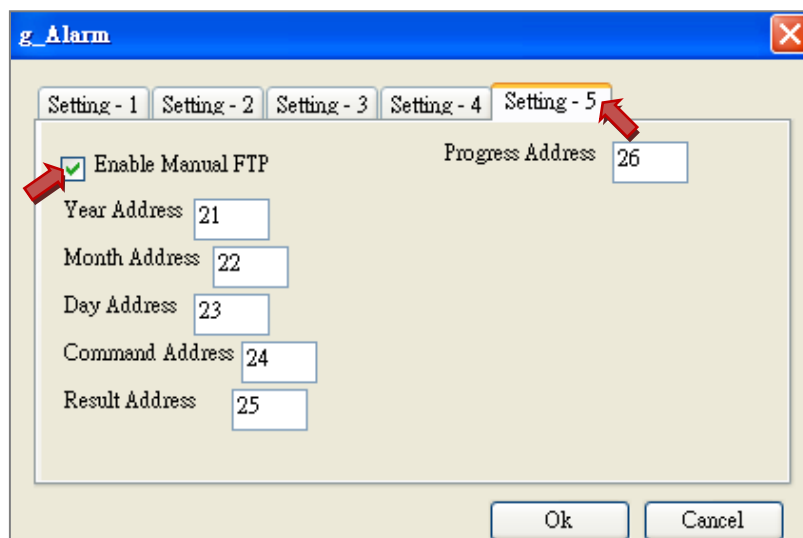 g_Alarm
Setting - 1 Setting - 2 Setting - 3 Setting - 4 Setting - 5
Enable Manual FTP Progress Address 26
Year Address 21
Month Address 22
Day Address 23
Command Address 24
Result Address 25
Ok Cancel